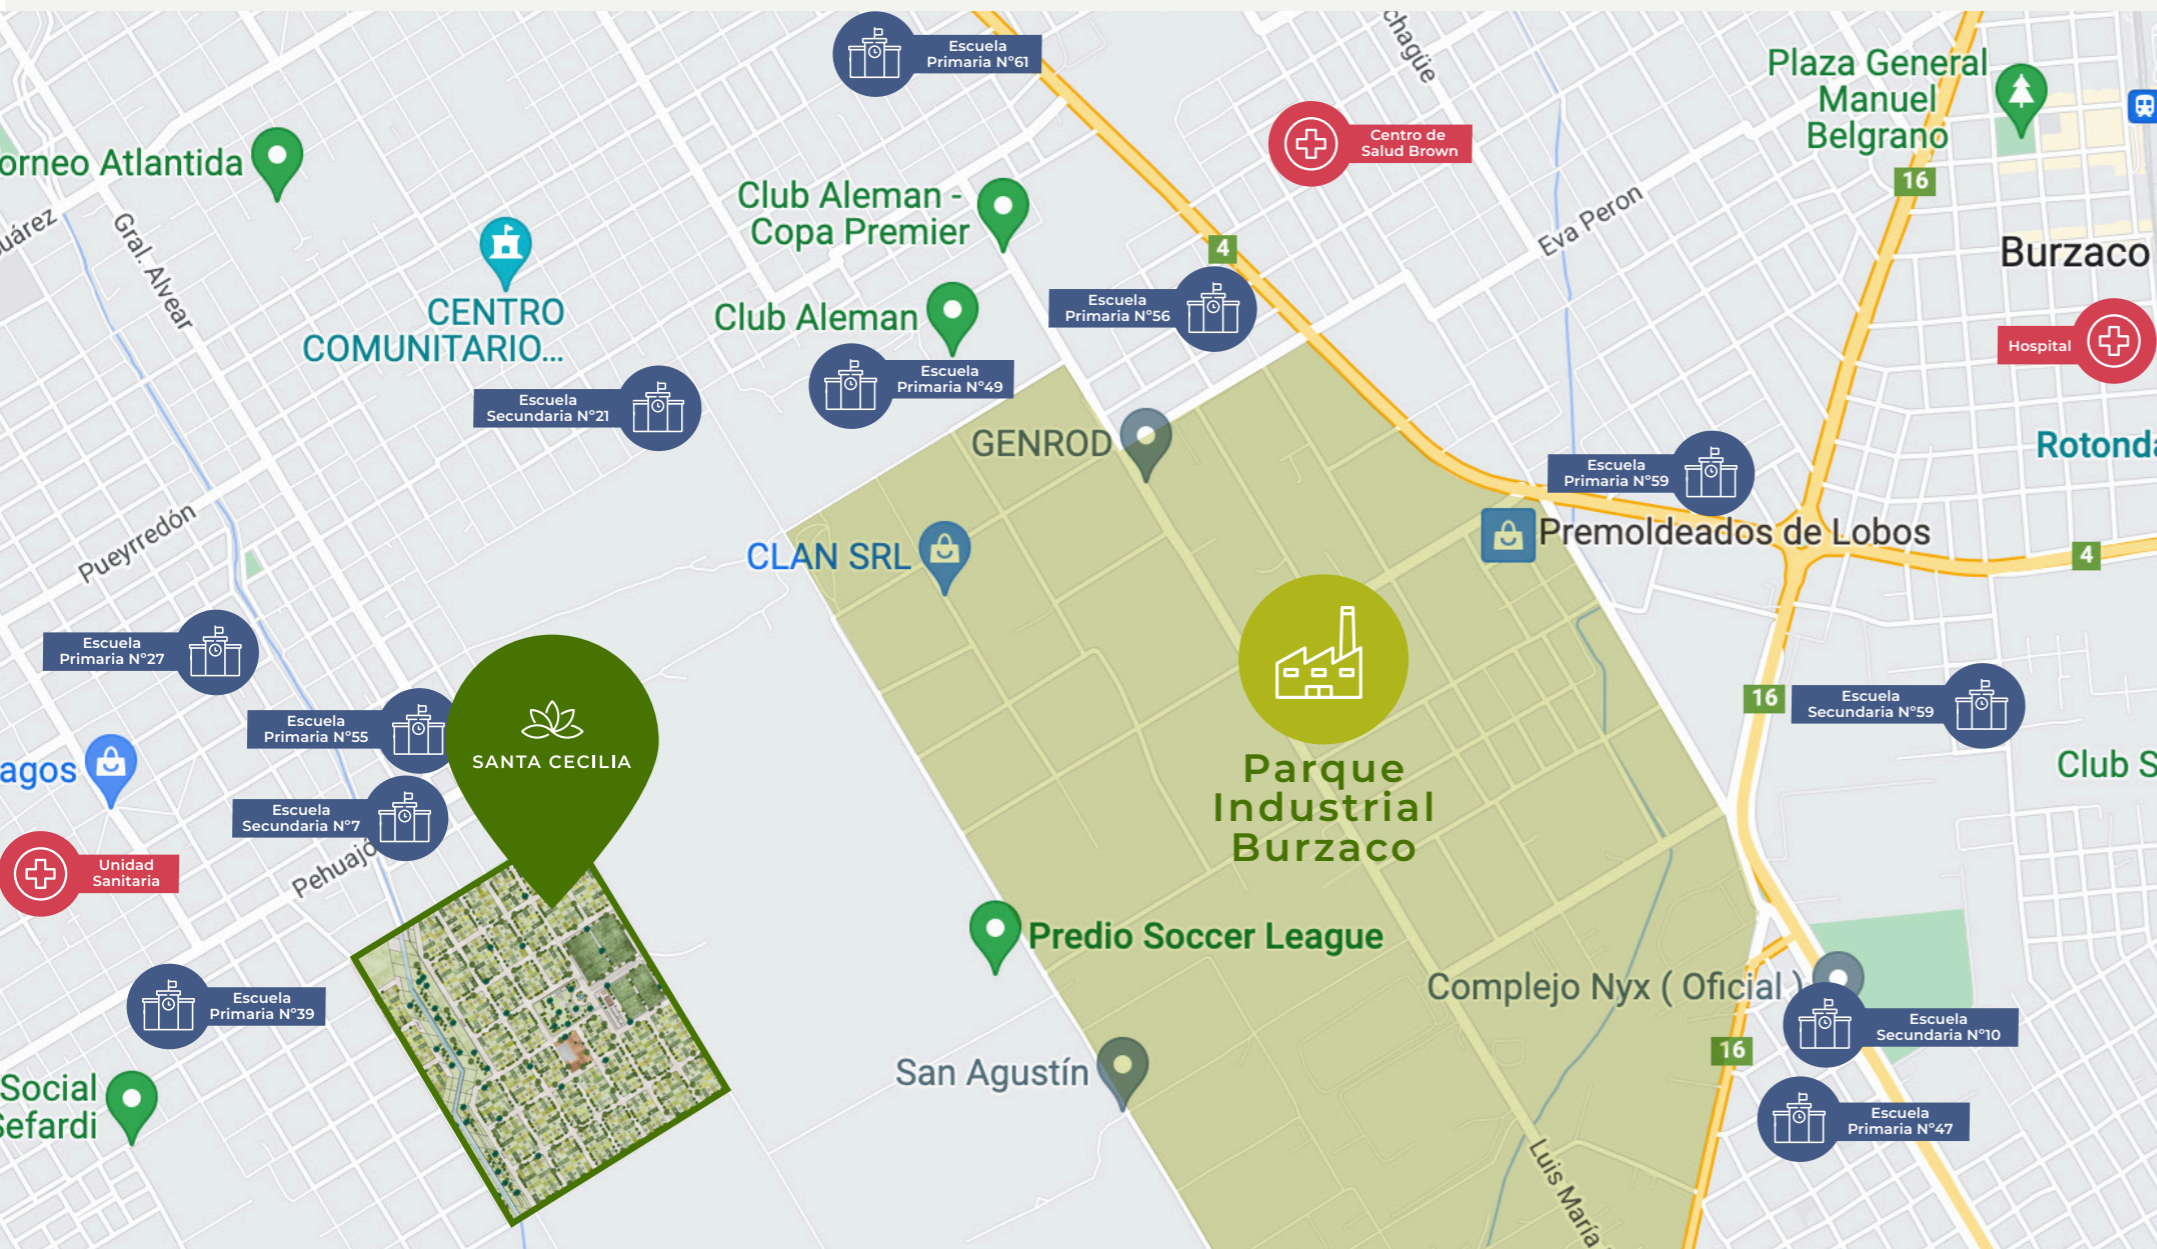 Escuela
Primaria N°61
chagüe
Plaza General
Manuel
Belgrano
Centro de
Salud Brown
orneo Atlantida
16
Club Aleman -
Copa Premier
uárez
Gral. Alvear
Eva Peron
4
Burzaco
CENTRO
COMUNITARIO...
Club Aleman
Escuela
Primaria N°56
Hospital
Escuela
Primaria N°49
Escuela
Secundaria N°21
GENROD
Rotonda
Escuela
Primaria N°59
Pueyrredón
CLAN SRL
Premoldeados de Lobos
4
Escuela
Primaria N°27
16
Escuela
Secundaria N°59
Escuela
Primaria N°55
SANTA CECILIA
agos
Parque
Industrial
Burzaco
Club S
Escuela
Secundaria N°7
Pehuajó
Unidad
Sanitaria
Predio Soccer League
Complejo Nyx ( Oficial )
Escuela
Primaria N°39
Escuela
Secundaria N°10
16
San Agustín
Social
Sefardi
Escuela
Primaria N°47
Luis María